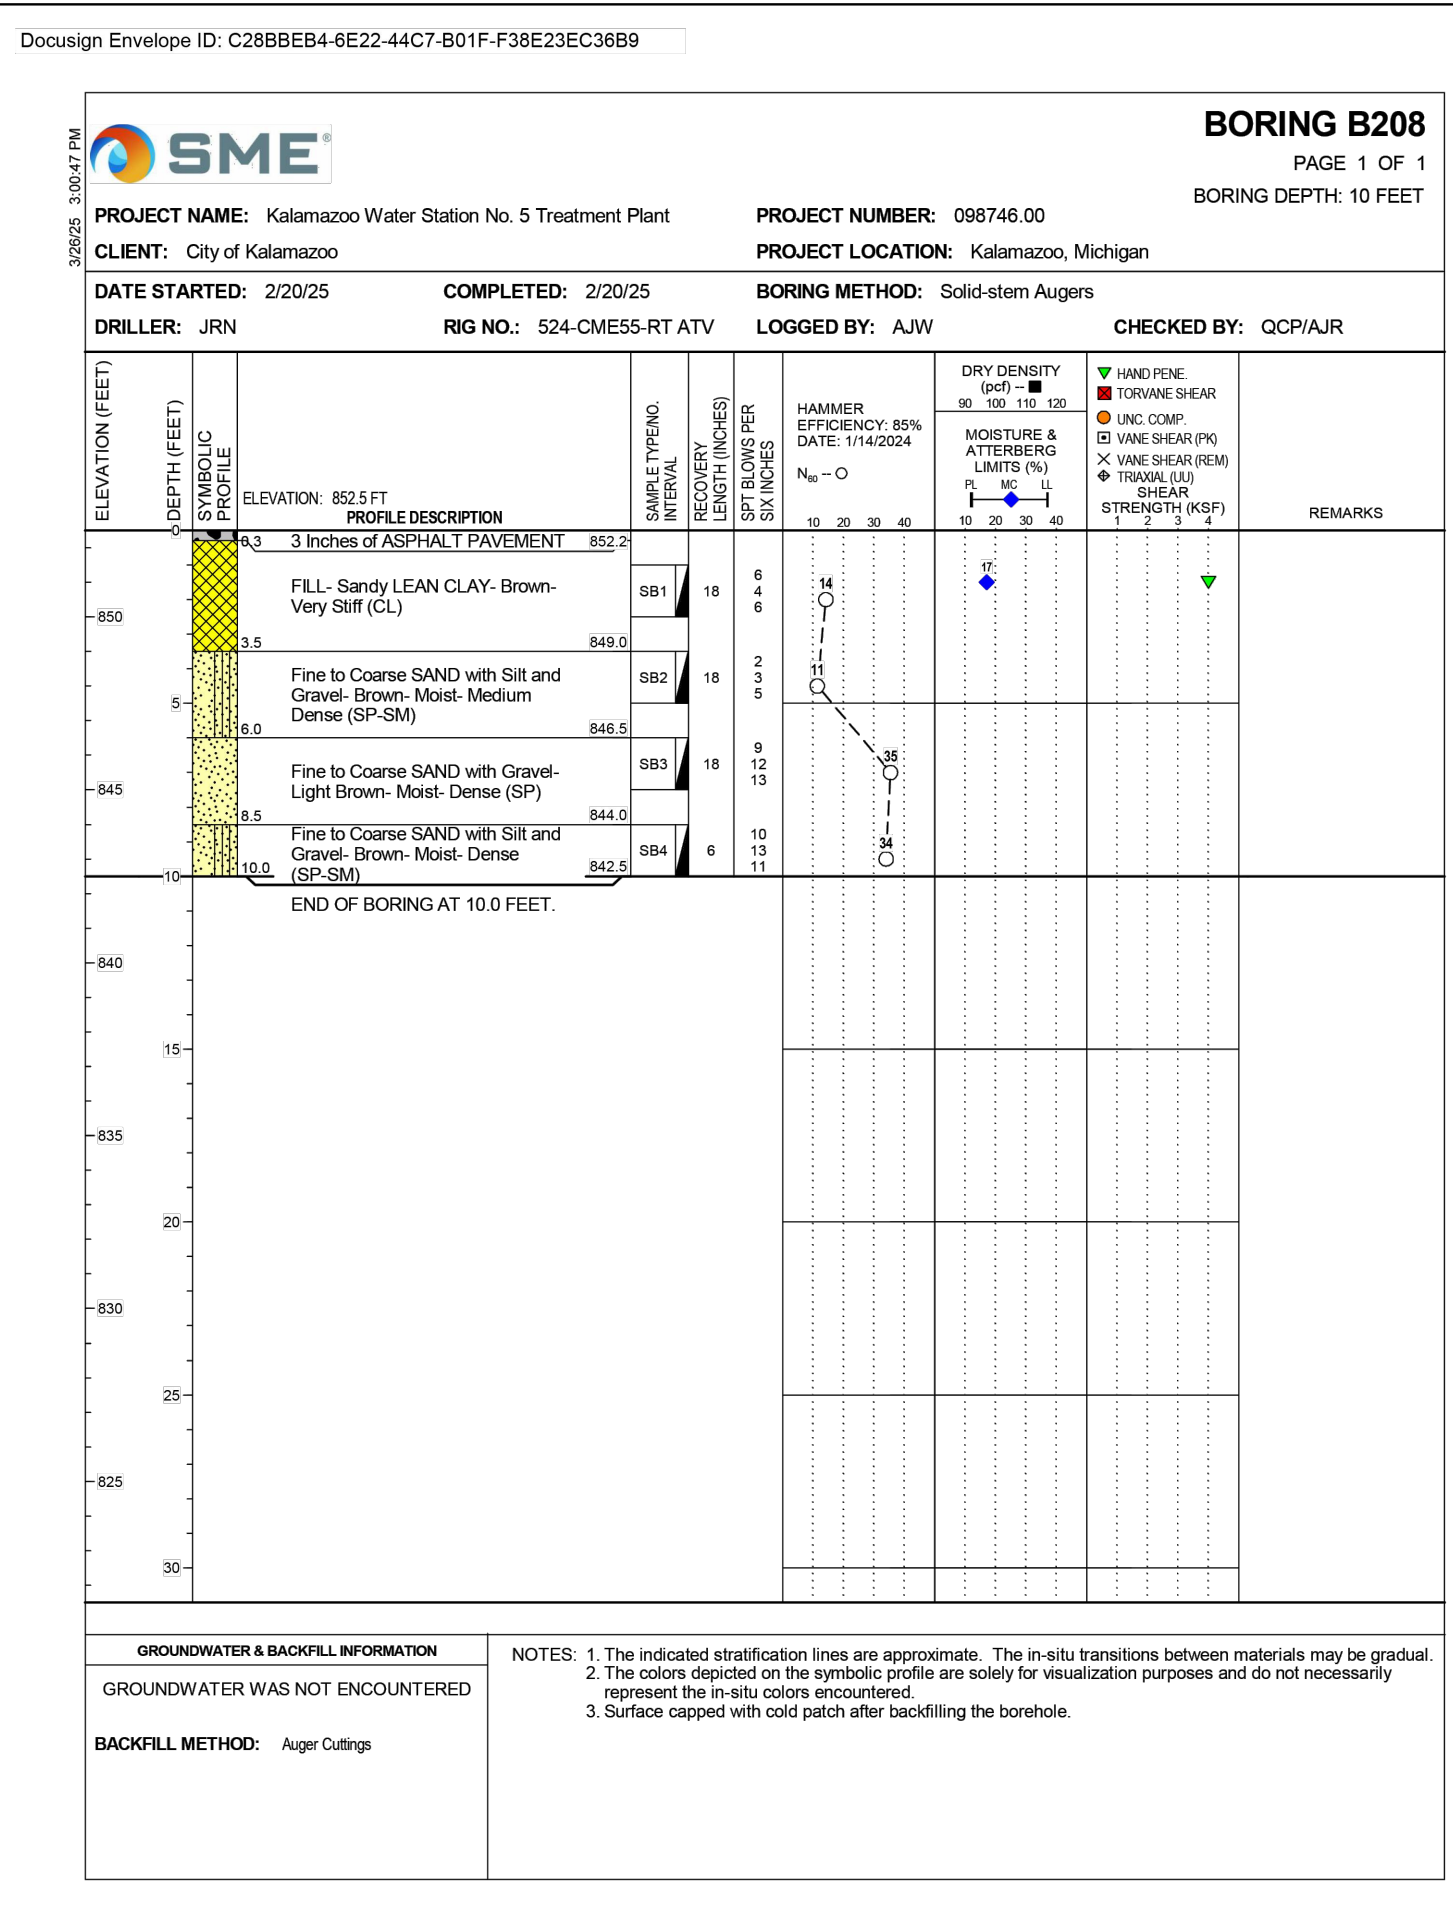 Docusign Envelope ID: C28BBEB4-6E22-44C7-B01F-F38E23EC36B9
3/26/25 3:00:47 PM
SME®
BORING B208
PAGE 1 OF 1
BORING DEPTH: 10 FEET
PROJECT NAME: Kalamazoo Water Station No. 5 Treatment Plant
PROJECT NUMBER: 098746.00
CLIENT: City of Kalamazoo
PROJECT LOCATION: Kalamazoo, Michigan
DATE STARTED: 2/20/25
COMPLETED: 2/20/25
BORING METHOD: Solid-stem Augers
DRILLER: JRN
RIG NO.: 524-CME55-RT ATV
LOGGED BY: AJW
CHECKED BY: QCP/AJR
ELEVATION (FEET)
DEPTH (FEET)
SYMBOLIC
PROFILE
ELEVATION: 852.5 FT
PROFILE DESCRIPTION
SAMPLE TYPE/NO.
INTERVAL
RECOVERY
LENGTH (INCHES)
SPT BLOWS PER
SIX INCHES
HAMMER
EFFICIENCY: 85%
DATE: 1/14/2024
N60 --
10 20 30 40
DRY DENSITY
(pcf) --
90 100 110 120
MOISTURE &
ATTERBERG
LIMITS (%)
PL MC LL
10 20 30 40
HAND PENE.
TORVANE SHEAR
UNC. COMP.
VANE SHEAR (PK)
VANE SHEAR (REM)
TRIAXIAL (UU)
SHEAR
STRENGTH (KSF)
1 2 3 4
REMARKS
0
0.3 3 Inches of ASPHALT PAVEMENT 852.2
FILL- Sandy LEAN CLAY- Brown-
Very Stiff (CL)
3.5 849.0
SB1 18
6
4
6
14
17
850
Fine to Coarse SAND with Silt and
Gravel- Brown- Moist- Medium
Dense (SP-SM)
6.0 846.5
SB2 18
2
3
5
11
5
Fine to Coarse SAND with Gravel-
Light Brown- Moist- Dense (SP)
8.5 844.0
SB3 18
9
12
13
35
845
Fine to Coarse SAND with Silt and
Gravel- Brown- Moist- Dense
(SP-SM)
10.0 842.5
SB4 6
10
13
11
34
10
END OF BORING AT 10.0 FEET.
840
15
835
20
830
25
825
30
GROUNDWATER & BACKFILL INFORMATION
GROUNDWATER WAS NOT ENCOUNTERED
BACKFILL METHOD: Auger Cuttings
NOTES: 1. The indicated stratification lines are approximate. The in-situ transitions between materials may be gradual.
2. The colors depicted on the symbolic profile are solely for visualization purposes and do not necessarily
represent the in-situ colors encountered.
3. Surface capped with cold patch after backfilling the borehole.